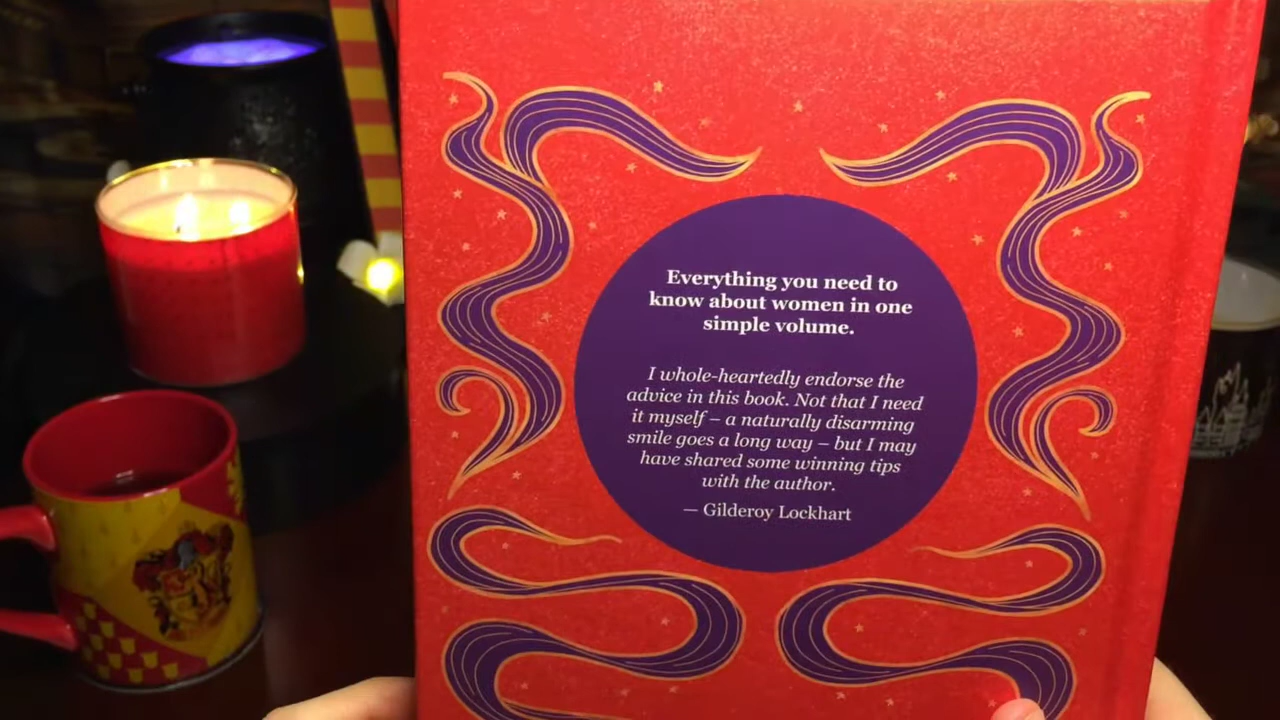 Everything you need to
know about women in one
simple volume.
I whole-heartedly endorse the
advice in this book. Not that I need
it myself – a naturally disarming
smile goes a long way – but I may
have shared some winning tips
with the author.
— Gilderoy Lockhart